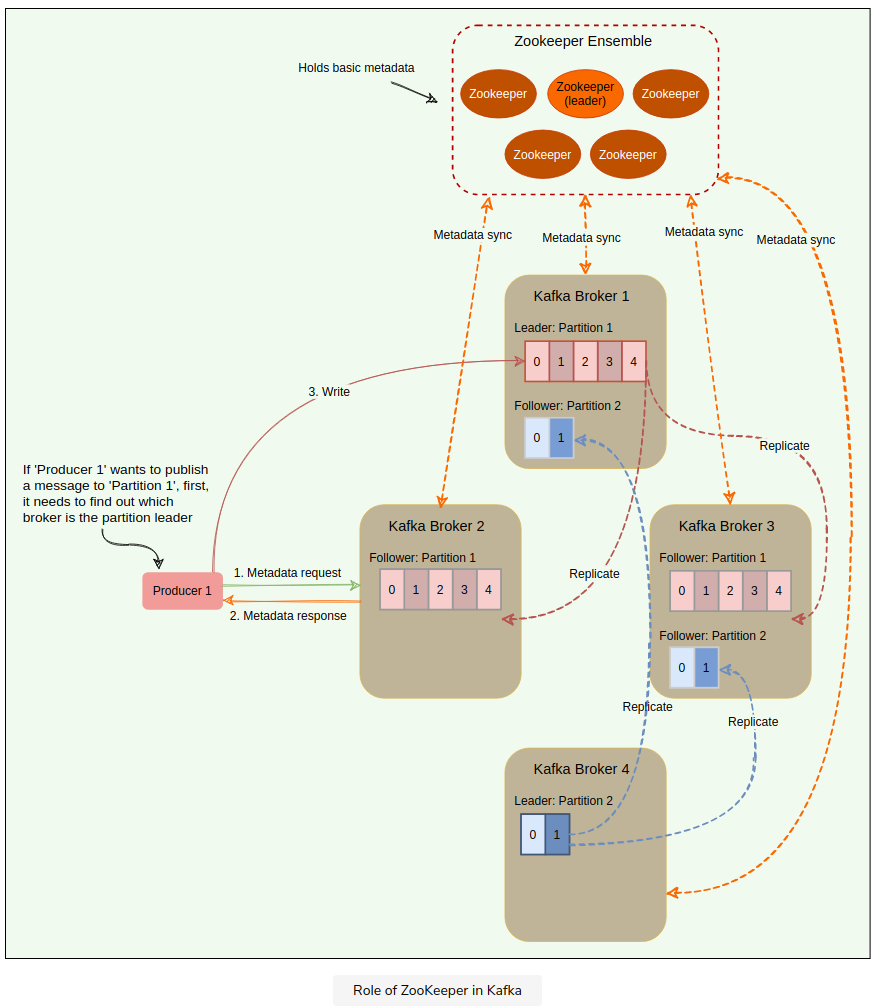 Zookeeper Ensemble
Holds basic metadata
Zookeeper
Zookeeper
(leader)
Zookeeper
Zookeeper
Zookeeper
Metadata sync
Metadata sync
Metadata sync
Metadata sync
Kafka Broker 1
Leader: Partition 1
0 1 2 3 4
Follower: Partition 2
0 1
3. Write
Replicate
If 'Producer 1' wants to publish
a message to 'Partition 1', first,
it needs to find out which
broker is the partition leader
Producer 1
1. Metadata request
2. Metadata response
Kafka Broker 2
Follower: Partition 1
0 1 2 3 4
Replicate
Kafka Broker 3
Follower: Partition 1
0 1 2 3 4
Follower: Partition 2
0 1
Replicate
Replicate
Kafka Broker 4
Leader: Partition 2
0 1
Role of ZooKeeper in Kafka